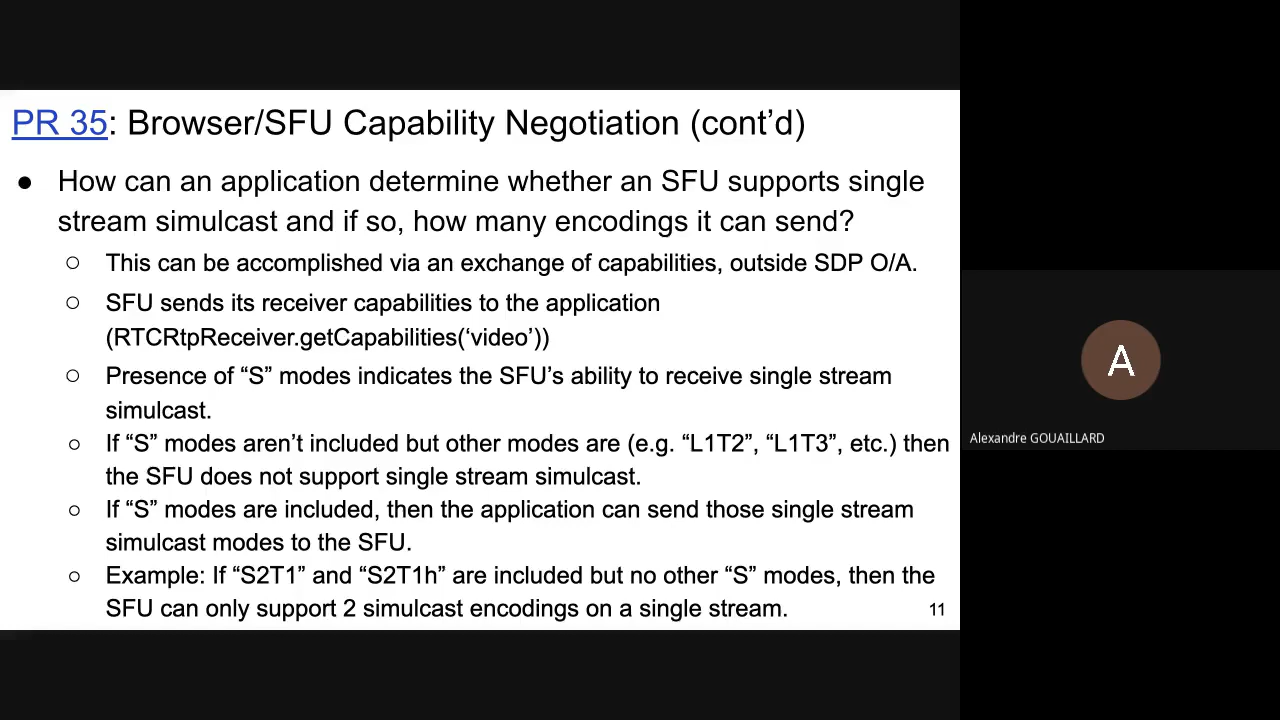 PR 35: Browser/SFU Capability Negotiation (cont’d)
● How can an application determine whether an SFU supports single
stream simulcast and if so, how many encodings it can send?
○ This can be accomplished via an exchange of capabilities, outside SDP O/A.
○ SFU sends its receiver capabilities to the application
(RTCRtpReceiver.getCapabilities(‘video’))
○ Presence of “S” modes indicates the SFU’s ability to receive single stream
simulcast.
○ If “S” modes aren’t included but other modes are (e.g. “L1T2”, “L1T3”, etc.) then
the SFU does not support single stream simulcast.
○ If “S” modes are included, then the application can send those single stream
simulcast modes to the SFU.
○ Example: If “S2T1” and “S2T1h” are included but no other “S” modes, then the
SFU can only support 2 simulcast encodings on a single stream.
11
A
Alexandre GOUAILLARD